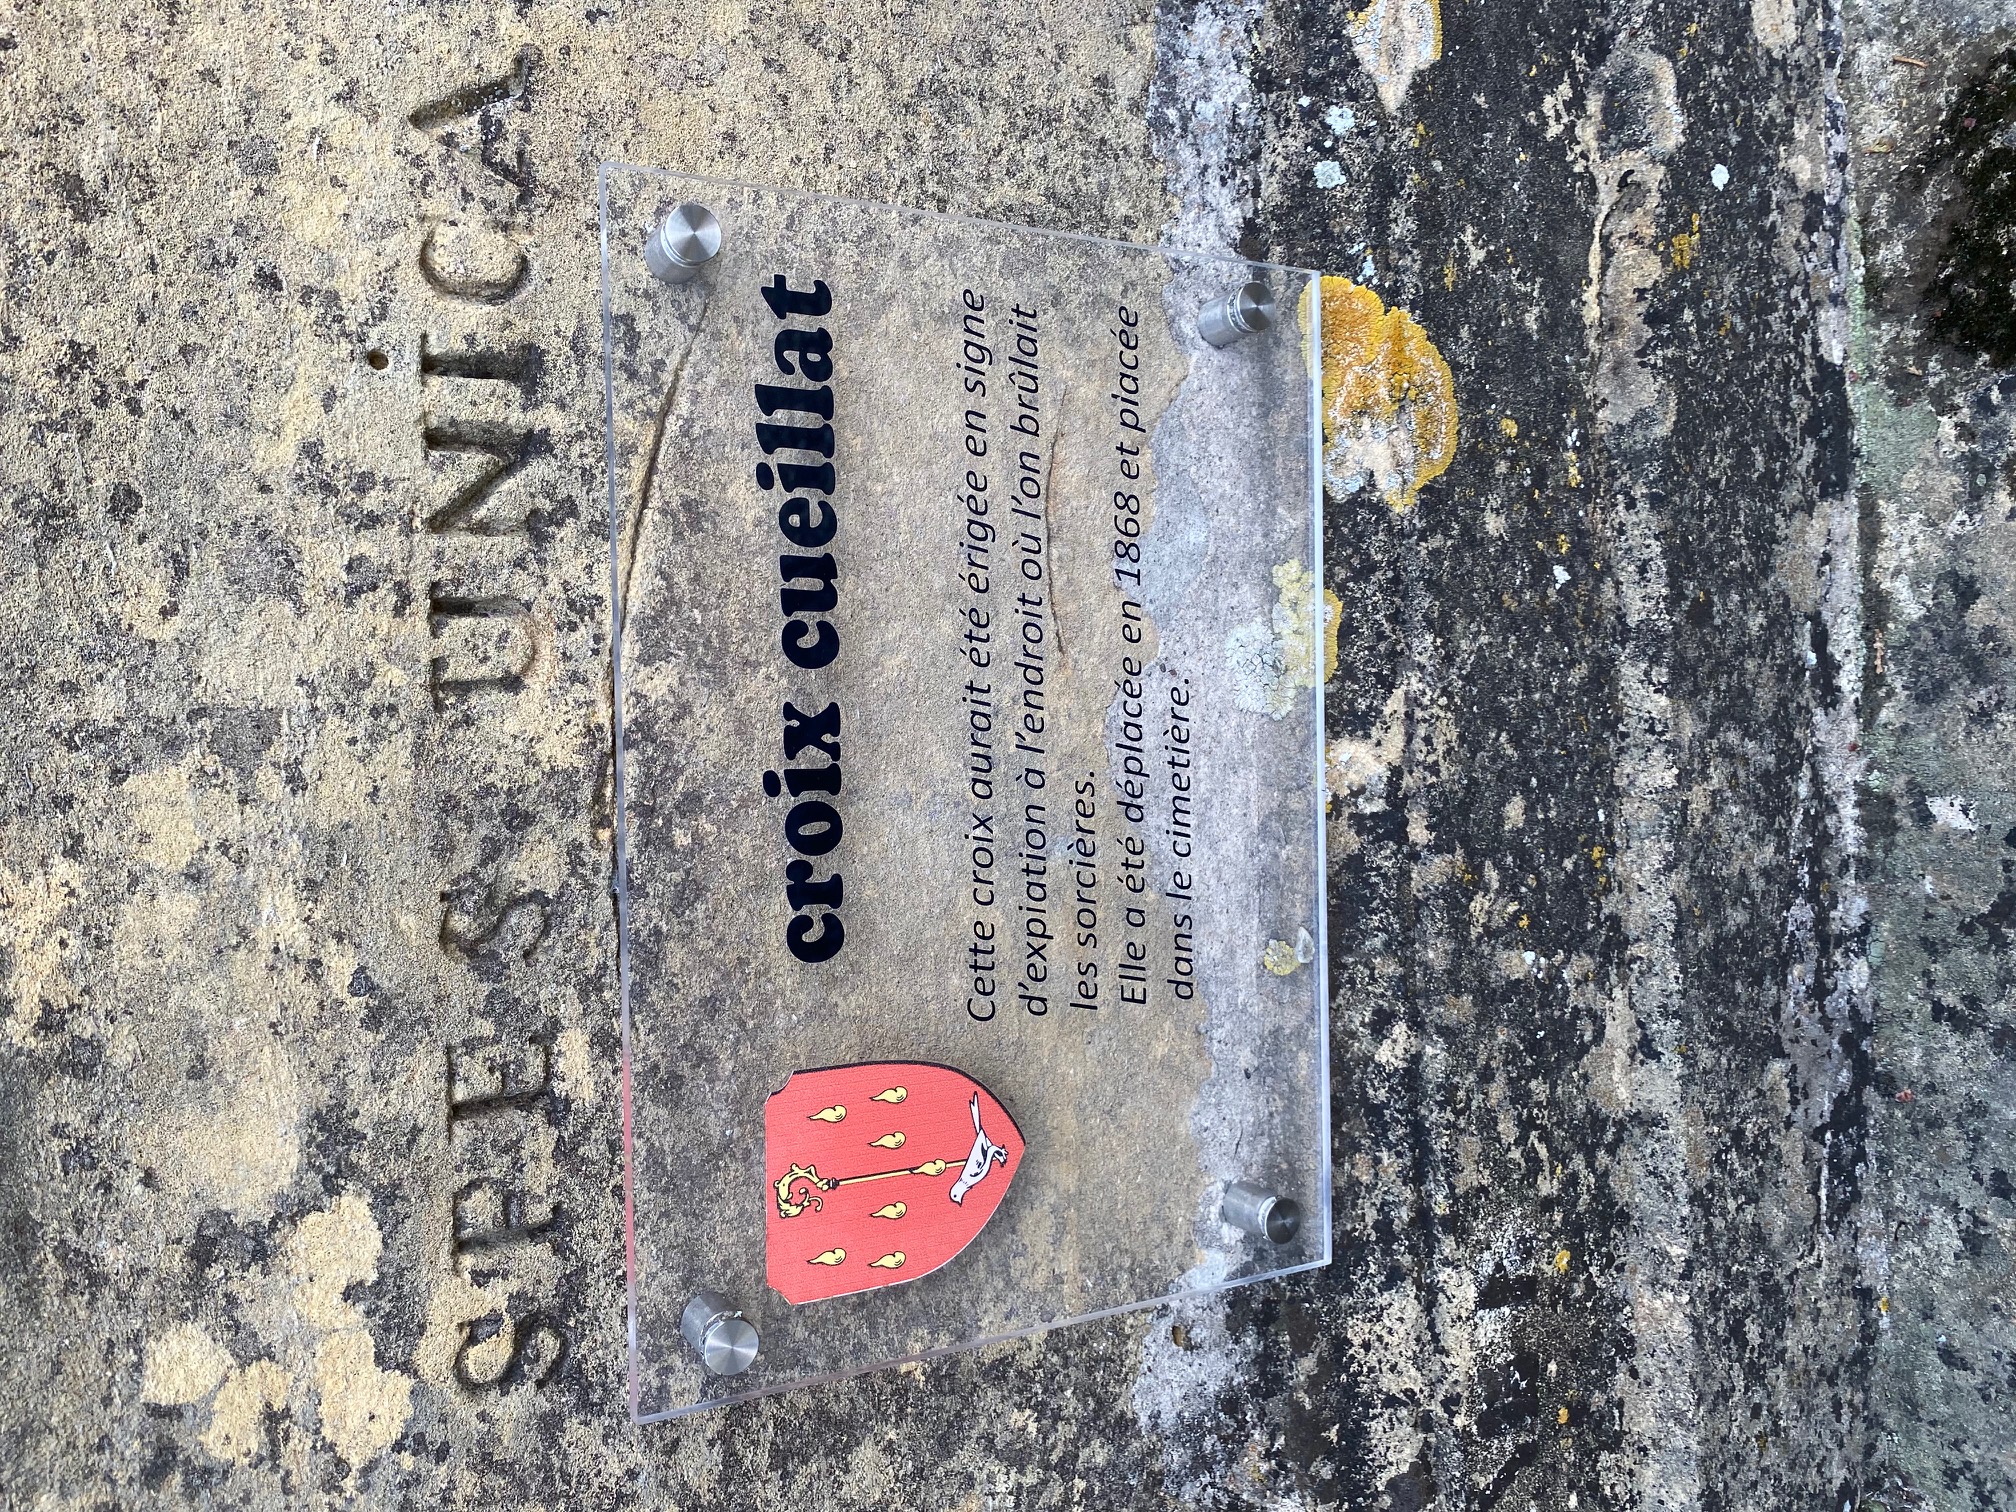 SPES UNICA
croix cueillat
Cette croix aurait été érigée en signe
d'expiation à l'endroit où l'on brûlait
les sorcières.
Elle a été déplacée en 1868 et placée
dans le cimetière.